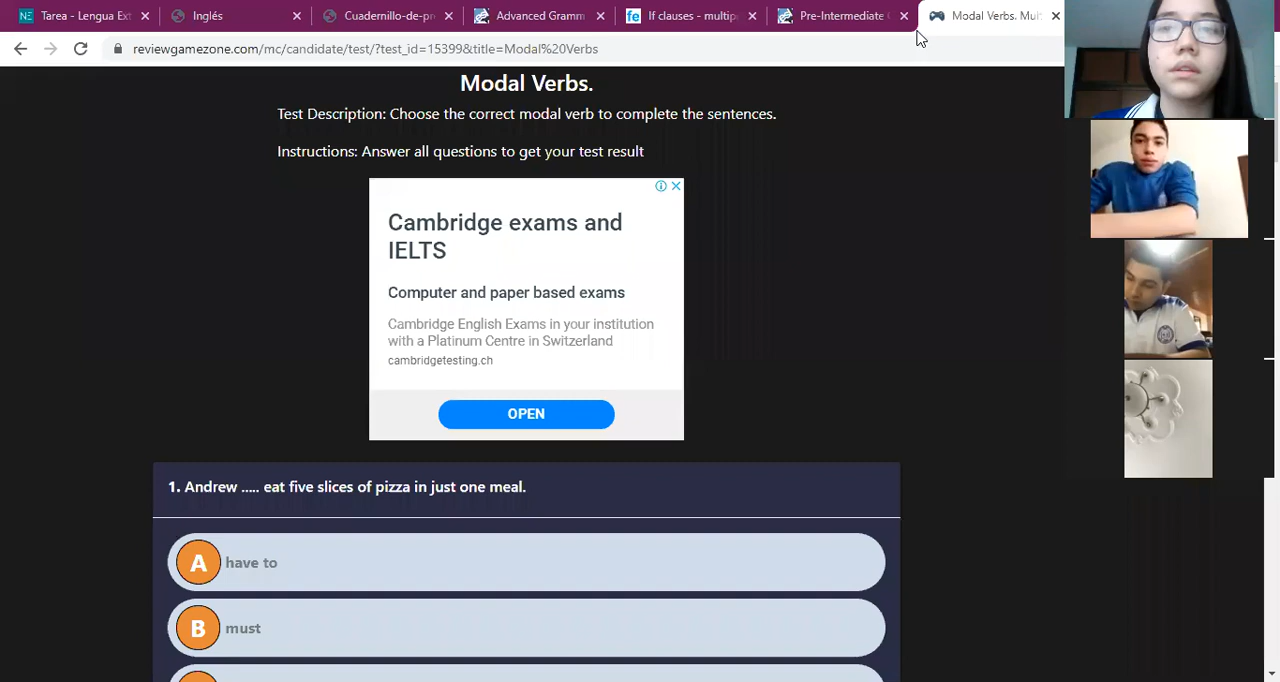 Tarea - Lengua Ext
Inglés
Cuadernillo-de-pr
Advanced Gramm
If clauses - multip
Pre-Intermediate
Modal Verbs. Mul
reviewgamezone.com/mc/candidate/test/?test_id=15399&title=Modal%20Verbs
Modal Verbs.
Test Description: Choose the correct modal verb to complete the sentences.
Instructions: Answer all questions to get your test result
Cambridge exams and
IELTS
Computer and paper based exams
Cambridge English Exams in your institution
with a Platinum Centre in Switzerland
cambridgetesting.ch
OPEN
1. Andrew ..... eat five slices of pizza in just one meal.
A have to
B must